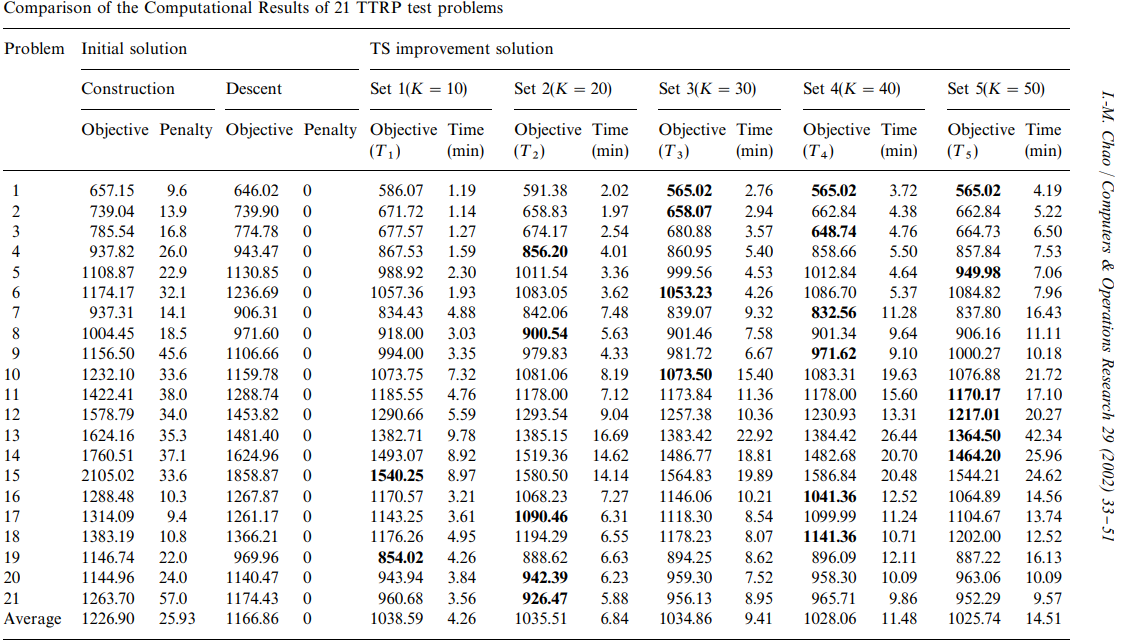 Comparison of the Computational Results of 21 TTRP test problems
Problem Initial solution TS improvement solution
Construction Descent Set 1(K = 10) Set 2(K = 20) Set 3(K = 30) Set 4(K = 40) Set 5(K = 50)
Objective Penalty Objective Penalty Objective Time Objective Time Objective Time Objective Time Objective Time
(T₁) (min) (T₂) (min) (T₃) (min) (T₄) (min) (T₅) (min)
1 657.15 9.6 646.02 0 586.07 1.19 591.38 2.02 565.02 2.76 565.02 3.72 565.02 4.19
2 739.04 13.9 739.90 0 671.72 1.14 658.83 1.97 658.07 2.94 662.84 4.38 662.84 5.22
3 785.54 16.8 774.78 0 677.57 1.27 674.17 2.54 680.88 3.57 648.74 4.76 664.73 6.50
4 937.82 26.0 943.47 0 867.53 1.59 856.20 4.01 860.95 5.40 858.66 5.50 857.84 7.53
5 1108.87 22.9 1130.85 0 988.92 2.30 1011.54 3.36 999.56 4.53 1012.84 4.64 949.98 7.06
6 1174.17 32.1 1236.69 0 1057.36 1.93 1083.05 3.62 1053.23 4.26 1086.70 5.37 1084.82 7.96
7 937.31 14.1 906.31 0 834.43 4.88 842.06 7.48 839.07 9.32 832.56 11.28 837.80 16.43
8 1004.45 18.5 971.60 0 918.00 3.03 900.54 5.63 901.46 7.58 901.34 9.64 906.16 11.11
9 1156.50 45.6 1106.66 0 994.00 3.35 979.83 4.33 981.72 6.67 971.62 9.10 1000.27 10.18
10 1232.10 33.6 1159.78 0 1073.75 7.32 1081.06 8.19 1073.50 15.40 1083.31 19.63 1076.88 21.72
11 1422.41 38.0 1288.74 0 1185.55 4.76 1178.00 7.12 1173.84 11.36 1178.00 15.60 1170.17 17.10
12 1578.79 34.0 1453.82 0 1290.66 5.59 1293.54 9.04 1257.38 10.36 1230.93 13.31 1217.01 20.27
13 1624.16 35.3 1481.40 0 1382.71 9.78 1385.15 16.69 1383.42 22.92 1384.42 26.44 1364.50 42.34
14 1760.51 37.1 1624.96 0 1493.07 8.92 1519.36 14.62 1486.77 18.81 1482.68 20.70 1464.20 25.96
15 2105.02 33.6 1858.87 0 1540.25 8.97 1580.50 14.14 1564.83 19.89 1586.84 20.48 1544.21 24.62
16 1288.48 10.3 1267.87 0 1170.57 3.21 1068.23 7.27 1146.06 10.21 1041.36 12.52 1064.89 14.56
17 1314.09 9.4 1261.17 0 1143.25 3.61 1090.46 6.31 1118.30 8.54 1099.99 11.24 1104.67 13.74
18 1383.19 10.8 1366.21 0 1176.26 4.95 1194.29 6.55 1178.23 8.07 1141.36 10.71 1202.00 12.52
19 1146.74 22.0 969.96 0 854.02 4.26 888.62 6.63 894.25 8.62 896.09 12.11 887.22 16.13
20 1144.96 24.0 1140.47 0 943.94 3.84 942.39 6.23 959.30 7.52 958.30 10.09 963.06 10.09
21 1263.70 57.0 1174.43 0 960.68 3.56 926.47 5.88 956.13 8.95 965.71 9.86 952.29 9.57
Average 1226.90 25.93 1166.86 0 1038.59 4.26 1035.51 6.84 1034.86 9.41 1028.06 11.48 1025.74 14.51
I.-M. Chao / Computers & Operations Research 29 (2002) 33–51